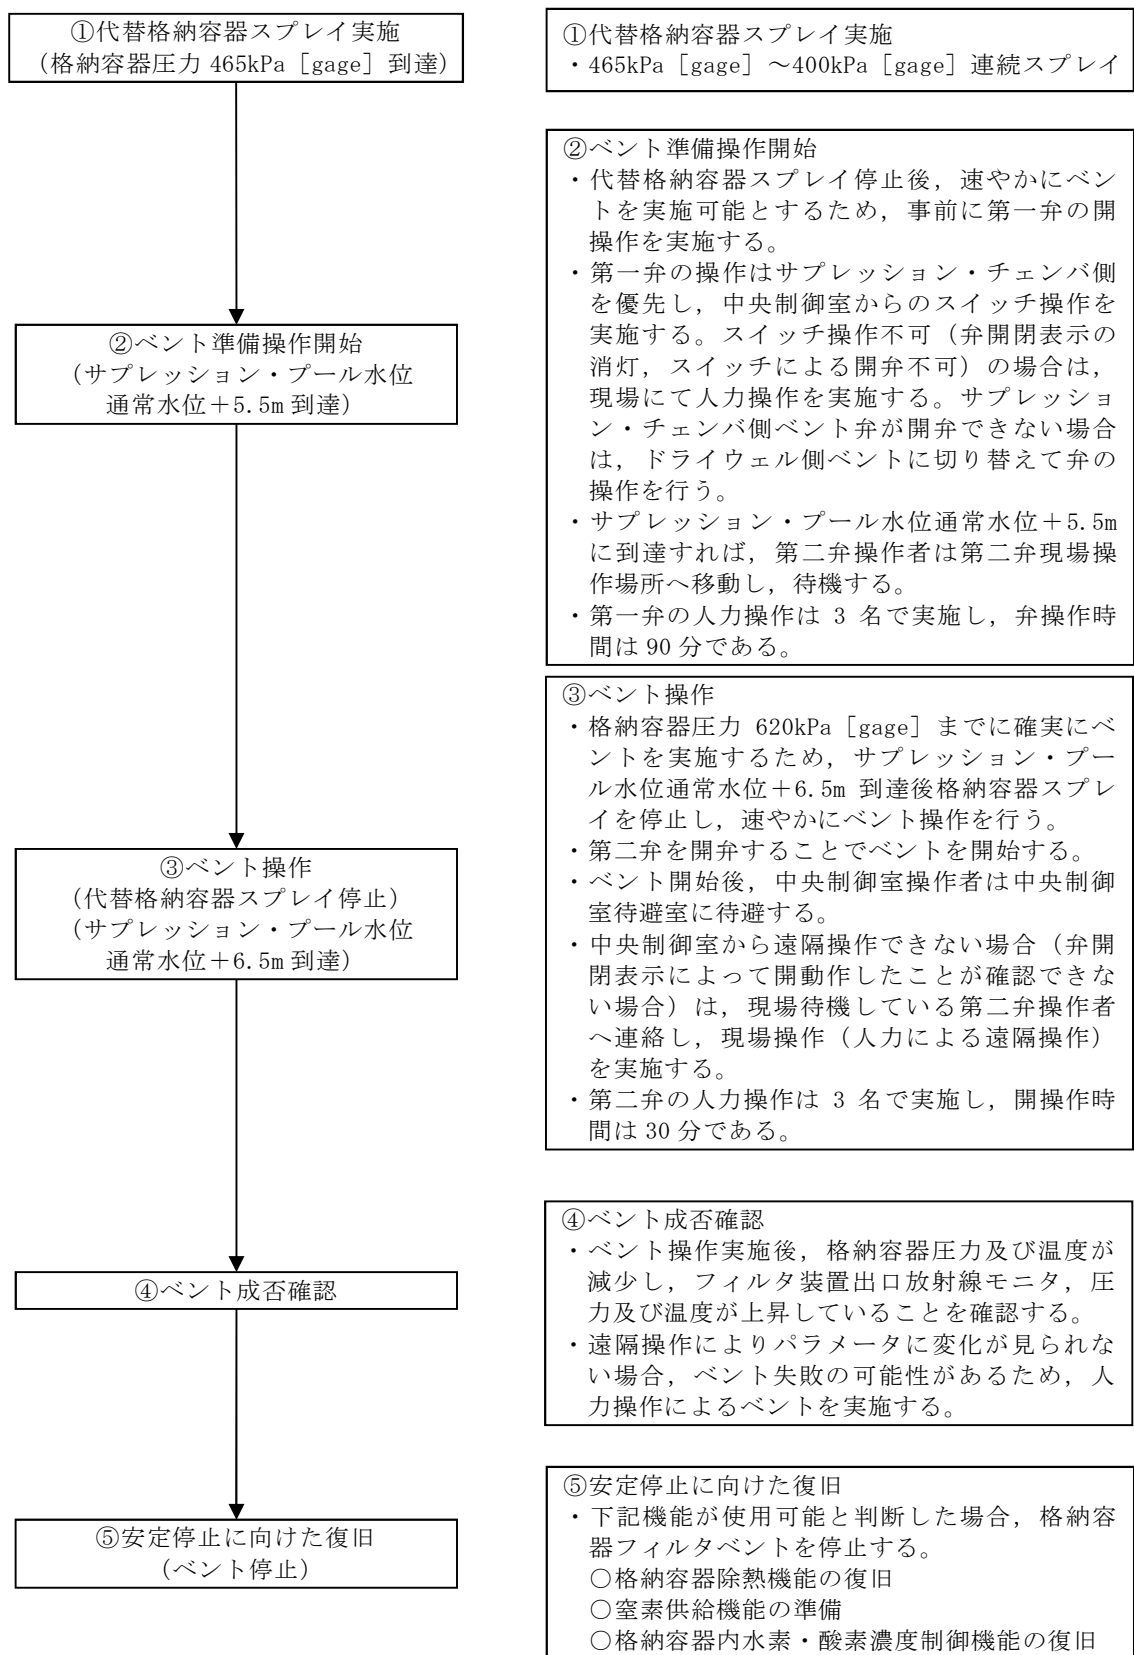 ①代替格納容器スプレイ実施
（格納容器圧力 465kPa［gage］到達）
①代替格納容器スプレイ実施
・465kPa［gage］～400kPa［gage］連続スプレイ
②ベント準備操作開始
（サプレッション・プール水位
通常水位＋5.5m 到達）
②ベント準備操作開始
・代替格納容器スプレイ停止後，速やかにベン
トを実施可能とするため，事前に第一弁の開
操作を実施する。
・第一弁の操作はサプレッション・チェンバ側
を優先し，中央制御室からのスイッチ操作を
実施する。スイッチ操作不可（弁開閉表示の
消灯，スイッチによる開弁不可）の場合は，
現場にて人力操作を実施する。サプレッショ
ン・チェンバ側ベント弁が開弁できない場合
は，ドライウェル側ベントに切り替えて弁の
操作を行う。
・サプレッション・プール水位通常水位＋5.5m
に到達すれば，第二弁操作者は第二弁現場操
作場所へ移動し，待機する。
・第一弁の人力操作は 3 名で実施し，弁操作時
間は 90 分である。
③ベント操作
（代替格納容器スプレイ停止）
（サプレッション・プール水位
通常水位＋6.5m 到達）
③ベント操作
・格納容器圧力 620kPa［gage］までに確実にベ
ントを実施するため，サプレッション・プー
ル水位通常水位＋6.5m 到達後格納容器スプレ
イを停止し，速やかにベント操作を行う。
・第二弁を開弁することでベントを開始する。
・ベント開始後，中央制御室操作者は中央制御
室待避室に待避する。
・中央制御室から遠隔操作できない場合（弁開
閉表示によって開動作したことが確認できな
い場合）は，現場待機している第二弁操作者
へ連絡し，現場操作（人力による遠隔操作）
を実施する。
・第二弁の人力操作は 3 名で実施し，開操作時
間は 30 分である。
④ベント成否確認
④ベント成否確認
・ベント操作実施後，格納容器圧力及び温度が
減少し，フィルタ装置出口放射線モニタ，圧
力及び温度が上昇していることを確認する。
・遠隔操作によりパラメータに変化が見られな
い場合，ベント失敗の可能性があるため，人
力操作によるベントを実施する。
⑤安定停止に向けた復旧
（ベント停止）
⑤安定停止に向けた復旧
・下記機能が使用可能と判断した場合，格納容
器フィルタベントを停止する。
○格納容器除熱機能の復旧
○窒素供給機能の準備
○格納容器内水素・酸素濃度制御機能の復旧